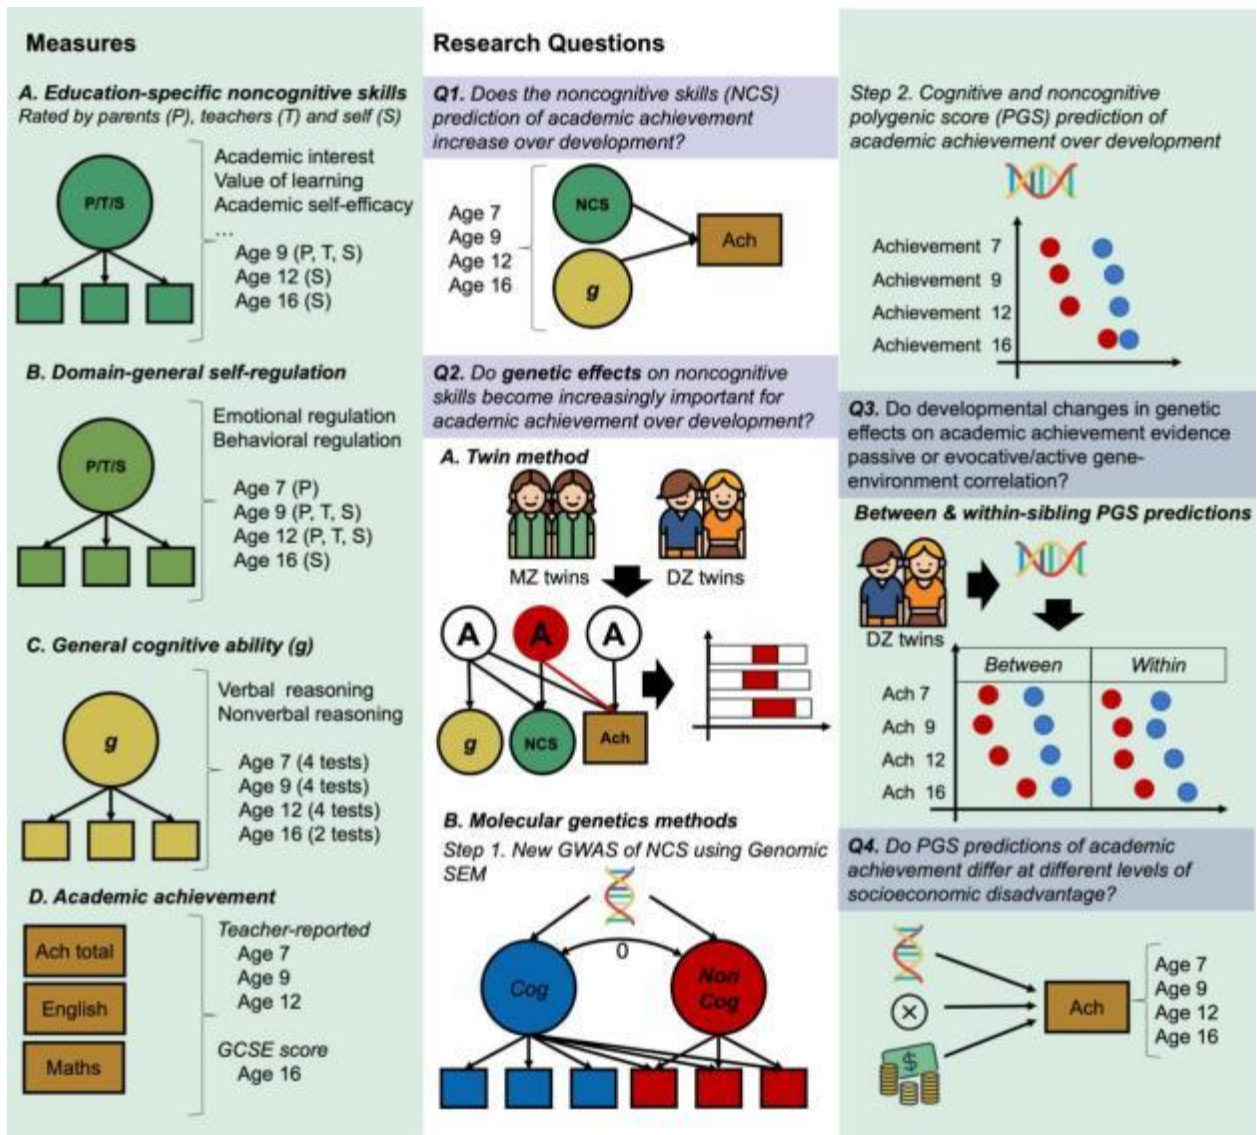 Measures
A. Education-specific noncognitive skills
Rated by parents (P), teachers (T) and self (S)
P/T/S
Academic interest
Value of learning
Academic self-efficacy
...
Age 9 (P, T, S)
Age 12 (S)
Age 16 (S)
B. Domain-general self-regulation
P/T/S
Emotional regulation
Behavioral regulation
Age 7 (P)
Age 9 (P, T, S)
Age 12 (P, T, S)
Age 16 (S)
C. General cognitive ability (g)
g
Verbal reasoning
Nonverbal reasoning
Age 7 (4 tests)
Age 9 (4 tests)
Age 12 (4 tests)
Age 16 (2 tests)
D. Academic achievement
Ach total
English
Maths
Teacher-reported
Age 7
Age 9
Age 12
GCSE score
Age 16
Research Questions
Q1. Does the noncognitive skills (NCS)
prediction of academic achievement
increase over development?
Age 7
Age 9
Age 12
Age 16
NCS
g
Ach
Q2. Do genetic effects on noncognitive
skills become increasingly important for
academic achievement over development?
A. Twin method
MZ twins
DZ twins
A
A
A
g
NCS
Ach
B. Molecular genetics methods
Step 1. New GWAS of NCS using Genomic
SEM
0
Cog
Non
Cog
Step 2. Cognitive and noncognitive
polygenic score (PGS) prediction of
academic achievement over development
Achievement 7
Achievement 9
Achievement 12
Achievement 16
Q3. Do developmental changes in genetic
effects on academic achievement evidence
passive or evocative/active gene-
environment correlation?
Between & within-sibling PGS predictions
DZ twins
Between
Within
Ach 7
Ach 9
Ach 12
Ach 16
Q4. Do PGS predictions of academic
achievement differ at different levels of
socioeconomic disadvantage?
$
Ach
Age 7
Age 9
Age 12
Age 16